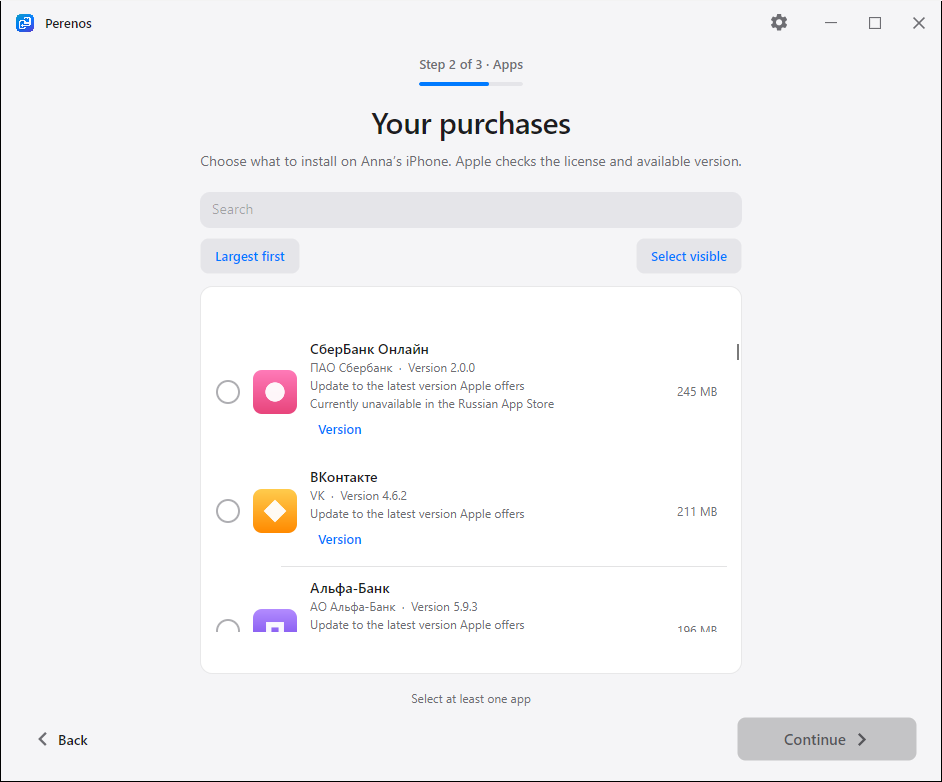 Perenos
Step 2 of 3 · Apps
Your purchases
Choose what to install on Anna's iPhone. Apple checks the license and available version.
Search
Largest first
Select visible
СберБанк Онлайн
ПАО Сбербанк · Version 2.0.0
Update to the latest version Apple offers
Currently unavailable in the Russian App Store
245 MB
Version
ВКонтакте
VK · Version 4.6.2
Update to the latest version Apple offers
211 MB
Version
Альфа-Банк
АО Альфа-Банк · Version 5.9.3
Update to the latest version Apple offers
196 MB
Select at least one app
Back
Continue